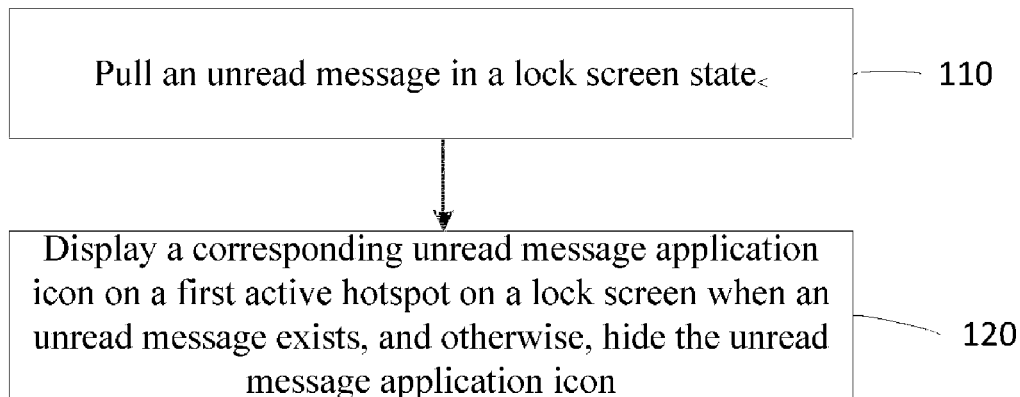 Pull an unread message in a lock screen state
110
Display a corresponding unread message application
icon on a first active hotspot on a lock screen when an
unread message exists, and otherwise, hide the unread
message application icon
120